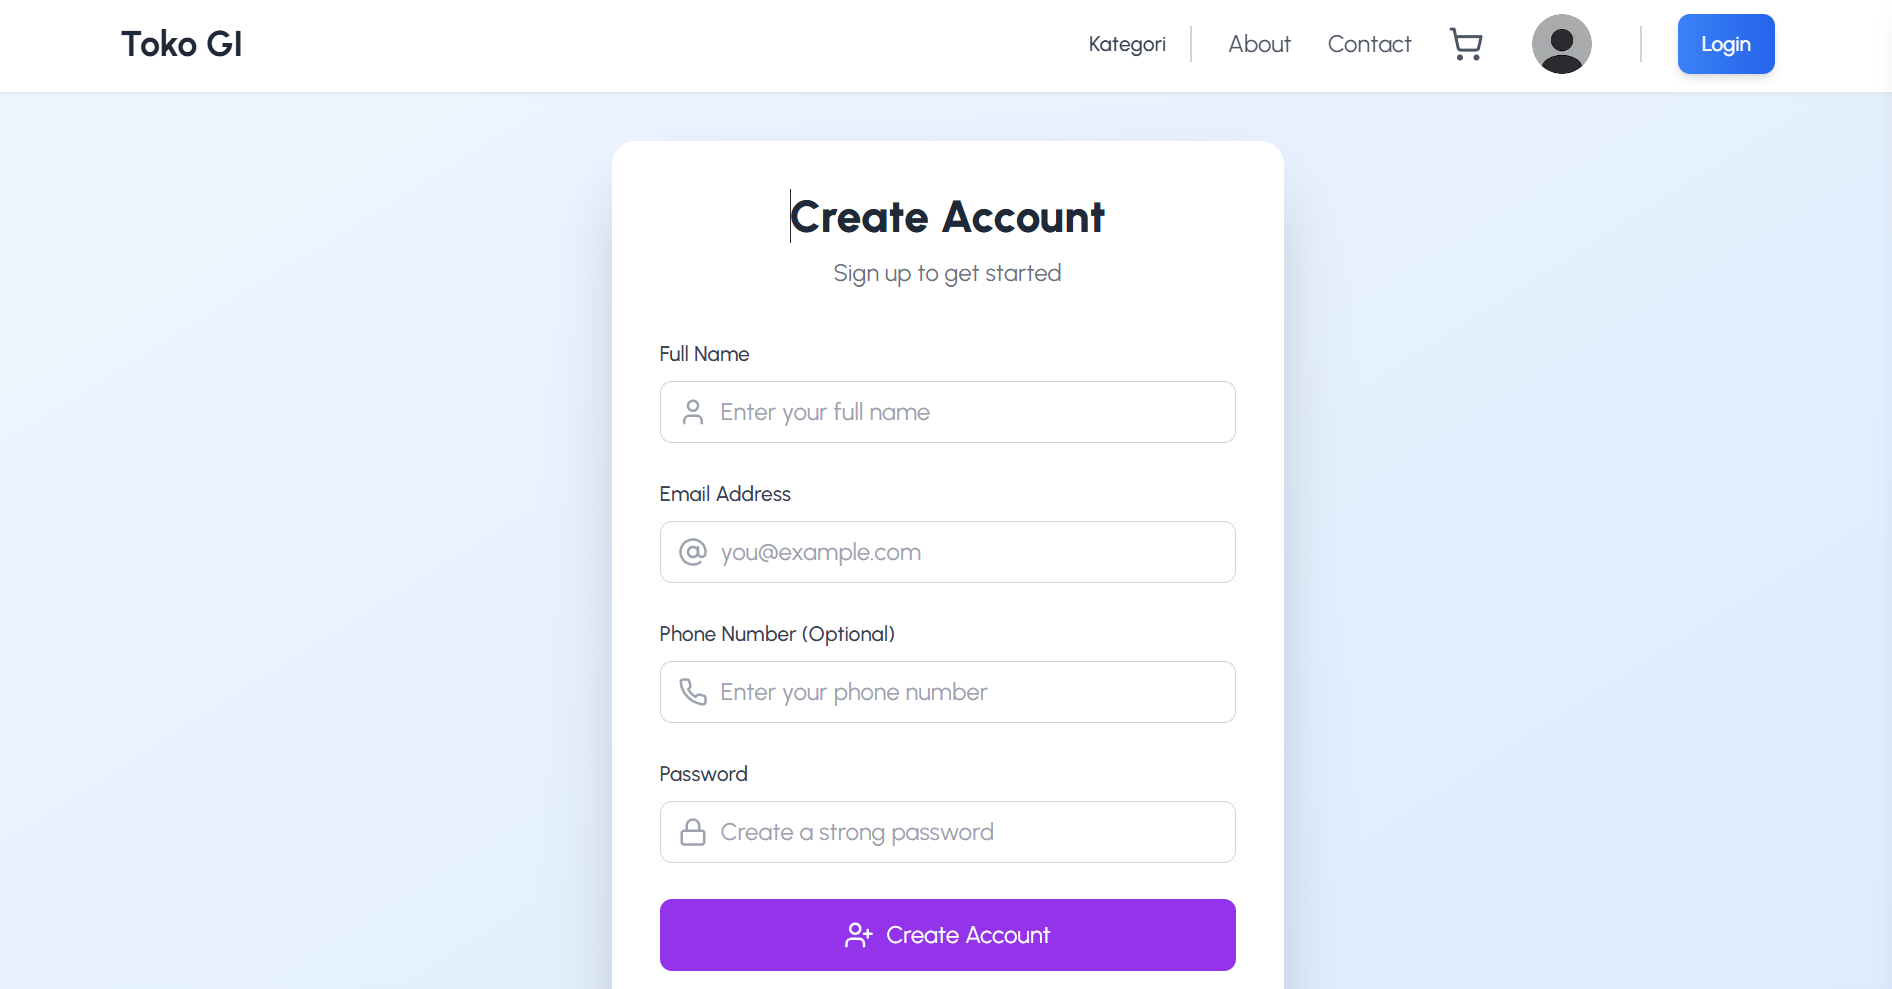 Toko GI
Kategori
About
Contact
Login
Create Account
Sign up to get started
Full Name
Enter your full name
Email Address
you@example.com
Phone Number (Optional)
Enter your phone number
Password
Create a strong password
Create Account